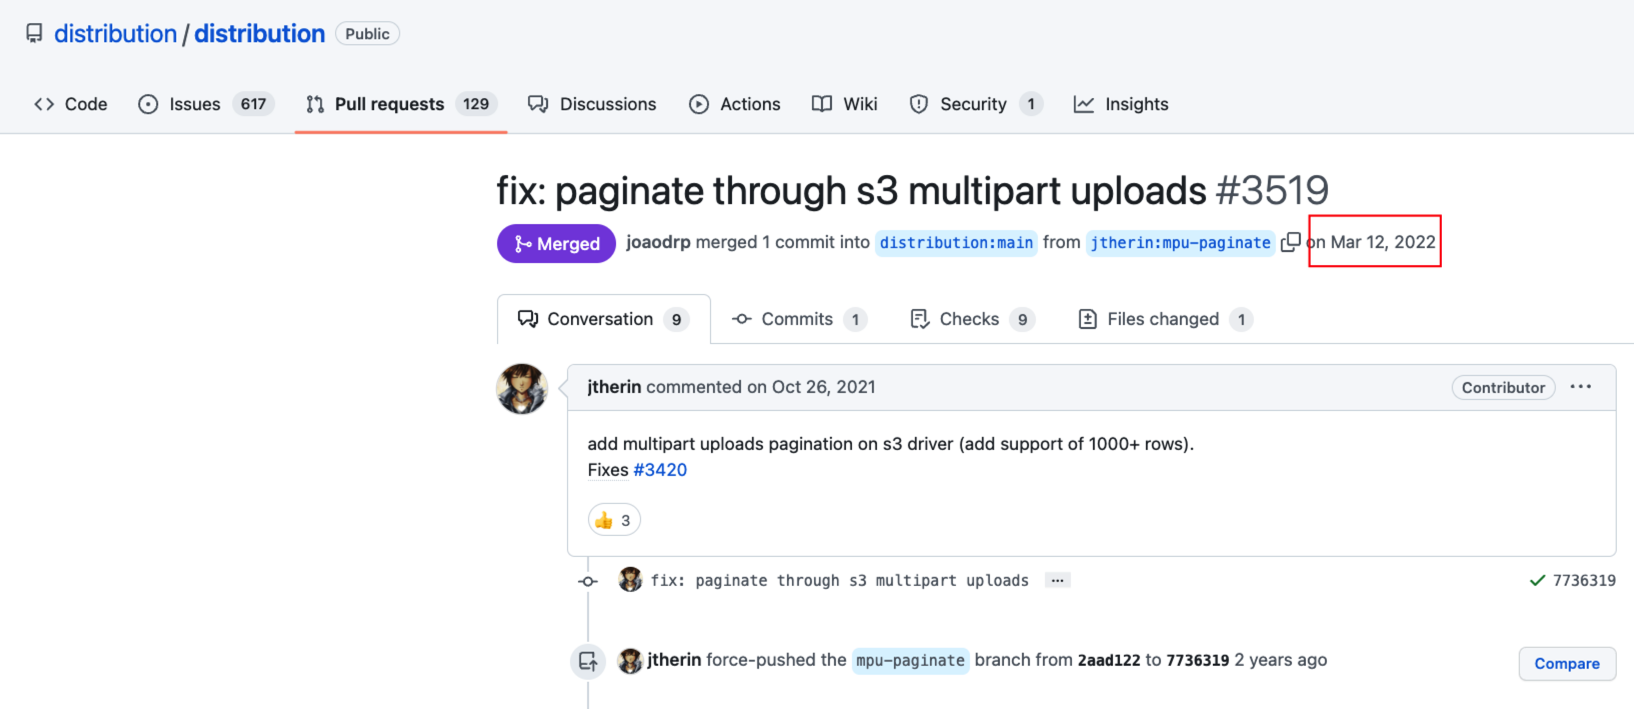 distribution / distribution Public
Code Issues 617 Pull requests 129 Discussions Actions Wiki Security 1 Insights
fix: paginate through s3 multipart uploads #3519
Merged joaodrp merged 1 commit into distribution:main from jtherin:mpu-paginate on Mar 12, 2022
Conversation 9 Commits 1 Checks 9 Files changed 1
jtherin commented on Oct 26, 2021 Contributor ...
add multipart uploads pagination on s3 driver (add support of 1000+ rows).
Fixes #3420
👍 3
fix: paginate through s3 multipart uploads ... 7736319
jtherin force-pushed the mpu-paginate branch from 2aad122 to 7736319 2 years ago Compare